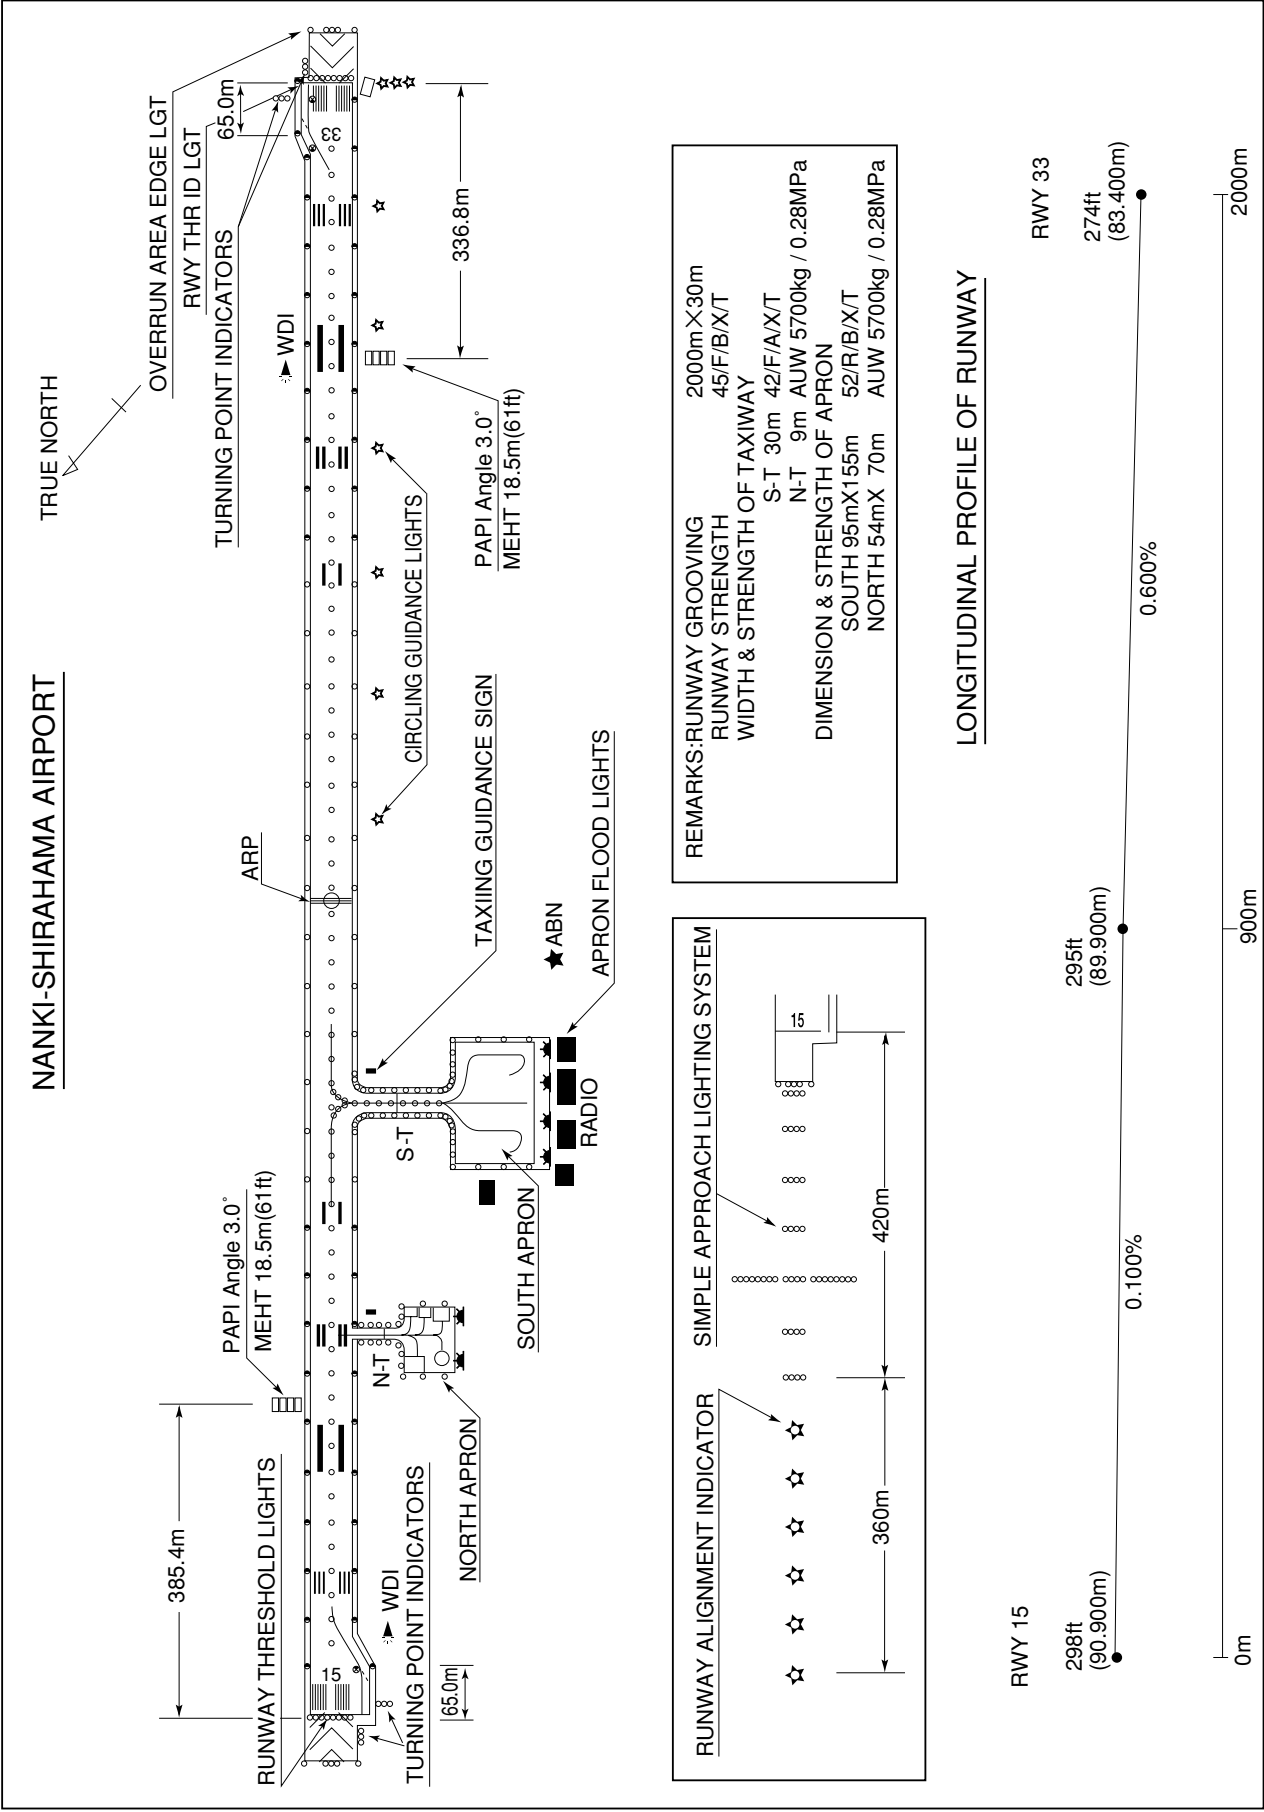 NANKI-SHIRAHAMA AIRPORT
TRUE NORTH
OVERRUN AREA EDGE LGT
RWY THR ID LGT
TURNING POINT INDICATORS
65.0m
ARP
WDI
PAPI Angle 3.0°
MEHT 18.5m(61ft)
385.4m
RUNWAY THRESHOLD LIGHTS
15
33
336.8m
PAPI Angle 3.0°
MEHT 18.5m(61ft)
CIRCLING GUIDANCE LIGHTS
TAXIING GUIDANCE SIGN
S-T
N-T
WDI
TURNING POINT INDICATORS
65.0m
NORTH APRON
SOUTH APRON
RADIO
ABN
APRON FLOOD LIGHTS
RUNWAY ALIGNMENT INDICATOR
SIMPLE APPROACH LIGHTING SYSTEM
15
360m
420m
REMARKS:RUNWAY GROOVING 2000m×30m
RUNWAY STRENGTH 45/F/B/X/T
WIDTH & STRENGTH OF TAXIWAY
S-T 30m 42/F/A/X/T
N-T 9m AUW 5700kg / 0.28MPa
DIMENSION & STRENGTH OF APRON
SOUTH 95mX155m 52/R/B/X/T
NORTH 54mX 70m AUW 5700kg / 0.28MPa
LONGITUDINAL PROFILE OF RUNWAY
RWY 15
298ft
(90.900m)
0.100%
295ft
(89.900m)
0.600%
RWY 33
274ft
(83.400m)
0m
900m
2000m